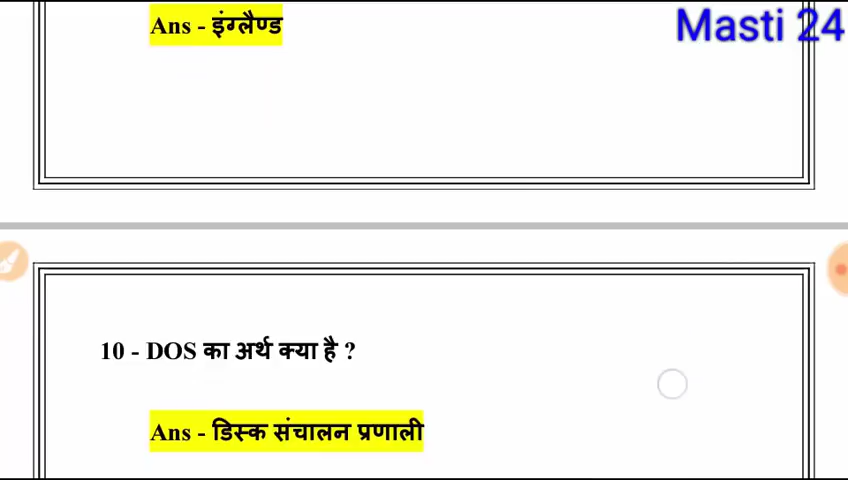 Ans - इंग्लैण्ड
Masti 24
10 - DOS का अर्थ क्या है ?
Ans - डिस्क संचालन प्रणाली